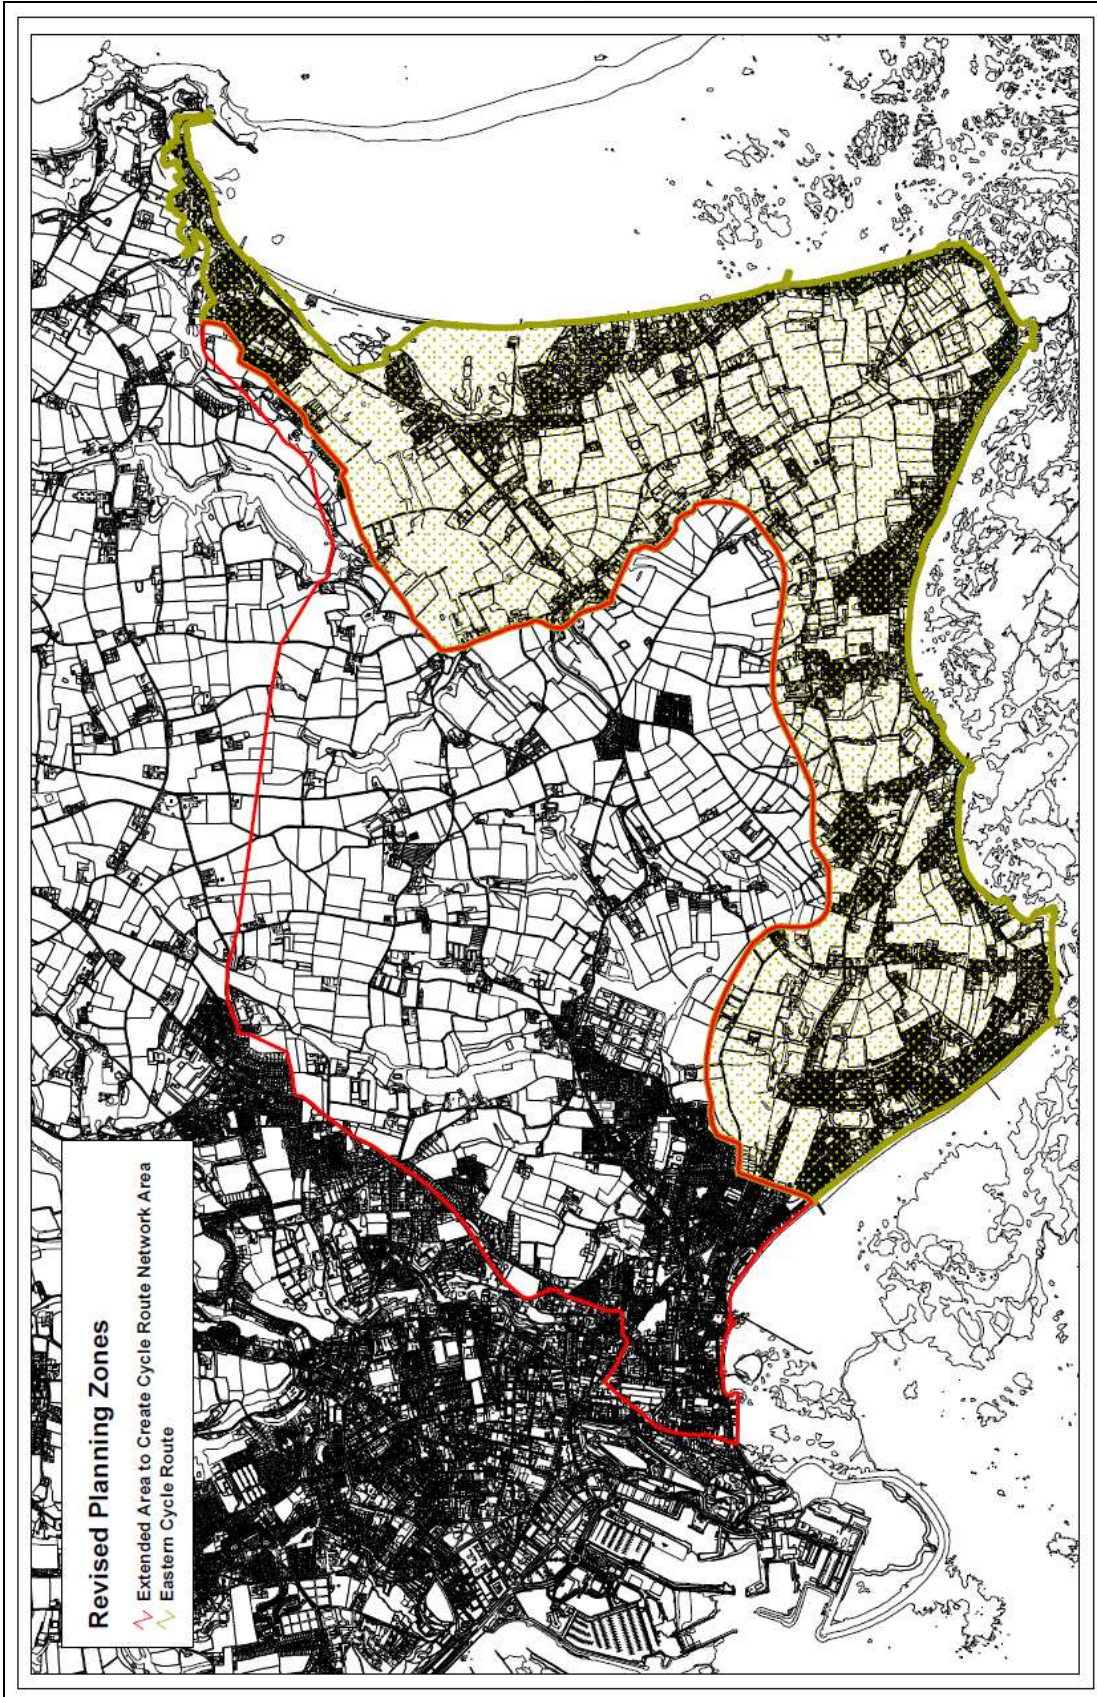 Revised Planning Zones
Extended Area to Create Cycle Route Network Area
Eastern Cycle Route